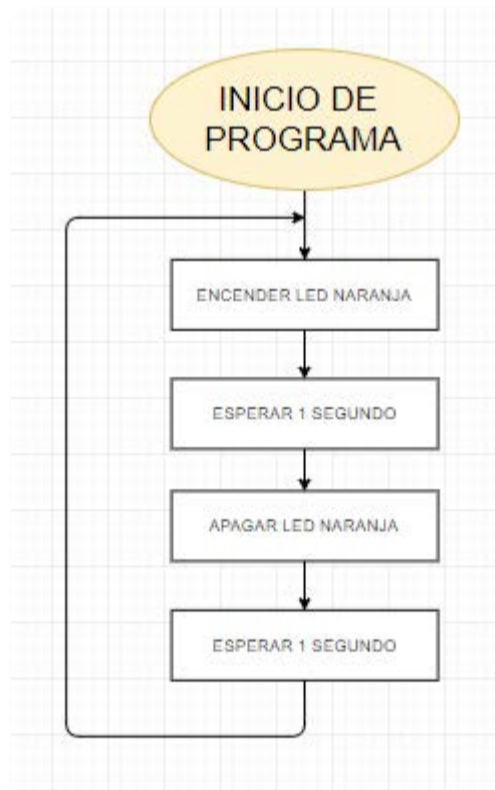 INICIO DE
PROGRAMA
ENCENDER LED NARANJA
ESPERAR 1 SEGUNDO
APAGAR LED NARANJA
ESPERAR 1 SEGUNDO